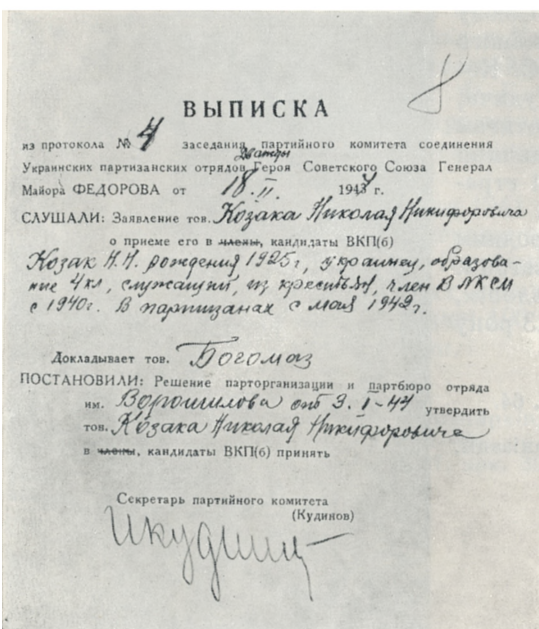 8
ВЫПИСКА
из протокола № 4 заседания партийного комитета соединения
дважды
Украинских партизанских отрядов Героя Советского Союза Генерал
Майора ФЕДОРОВА от 18.II. 1944 г.
СЛУШАЛИ: Заявление тов. Козака Николая Никифоровича
о приеме его в члены, кандидаты ВКП(б)
Козак Н.Н. рождения 1925 г, украинец, образова-
ние 4 кл, служащий, из крестьян, член ВЛКСМ
с 1940 г. В партизанах с мая 1942 г.
Докладывает тов. Богомаз
ПОСТАНОВИЛИ: Решение парторганизации и партбюро отряда
им. Ворошилова от 3.I-44 утвердить
тов. Козака Николая Никифоровича
в члены, кандидаты ВКП(б) принять
Секретарь партийного комитета
(Кудинов)